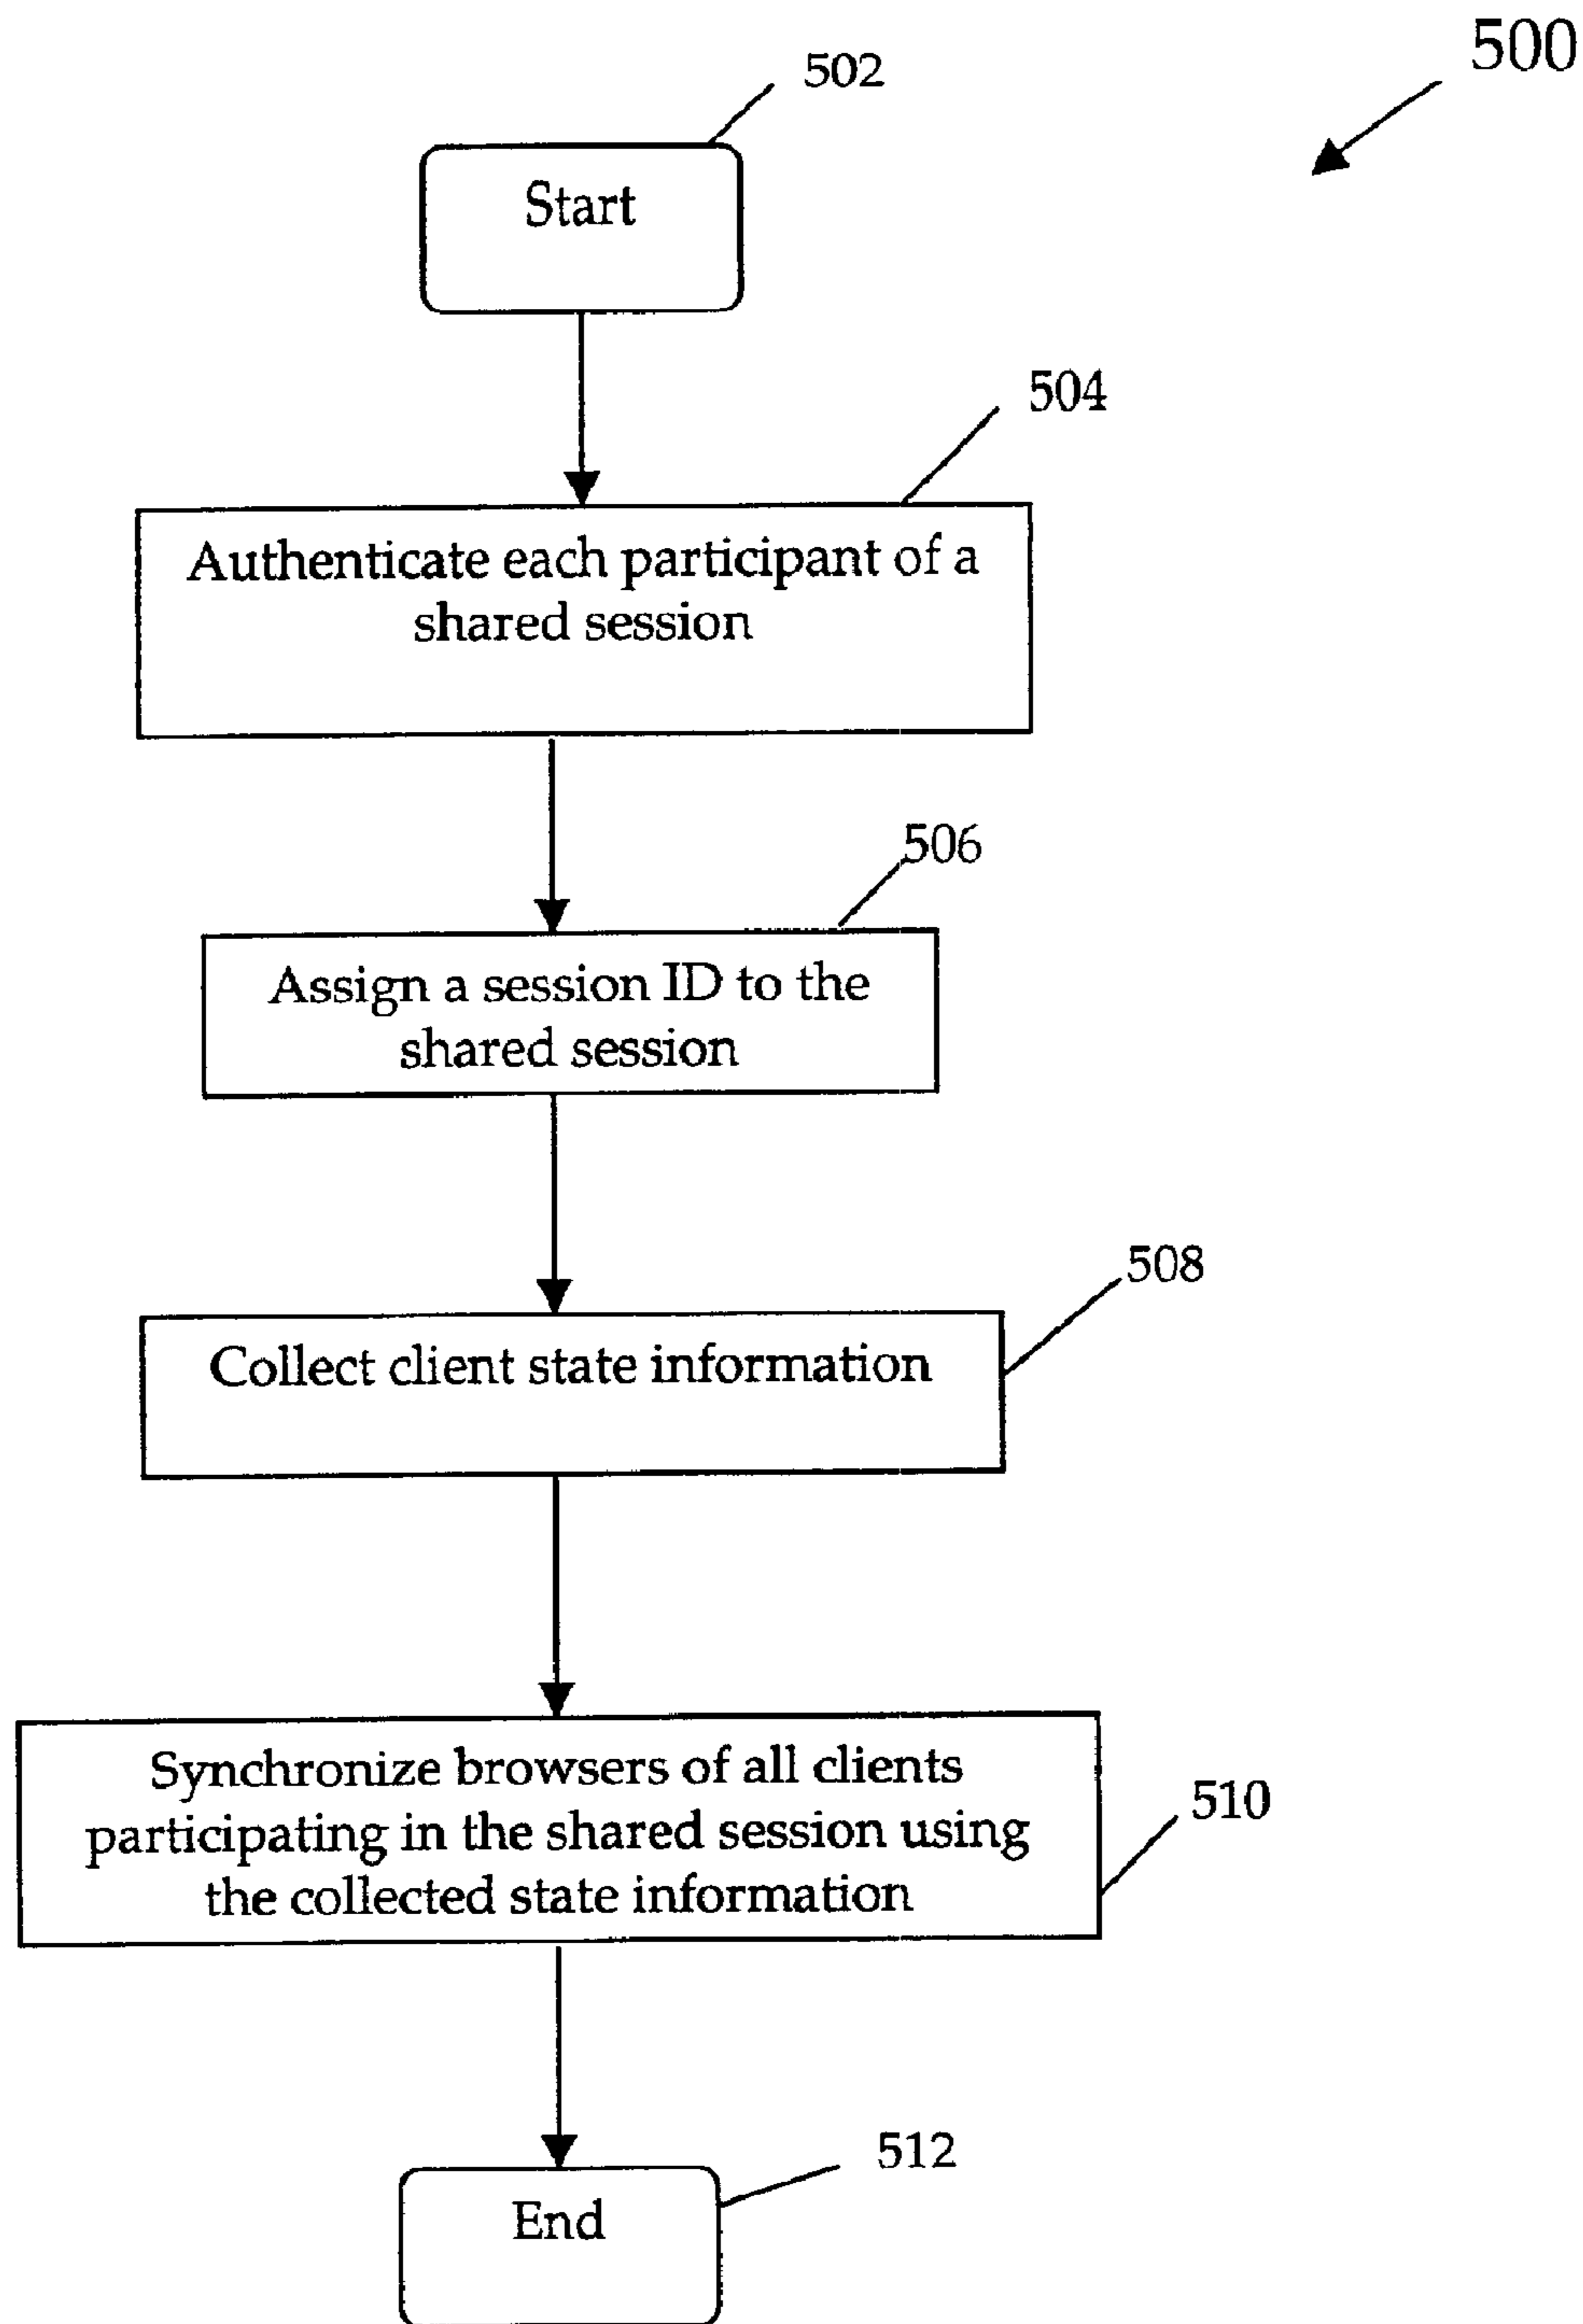 500
502
Start
504
Authenticate each participant of a
shared session
506
Assign a session ID to the
shared session
508
Collect client state information
Synchronize browsers of all clients
participating in the shared session using
the collected state information
510
512
End